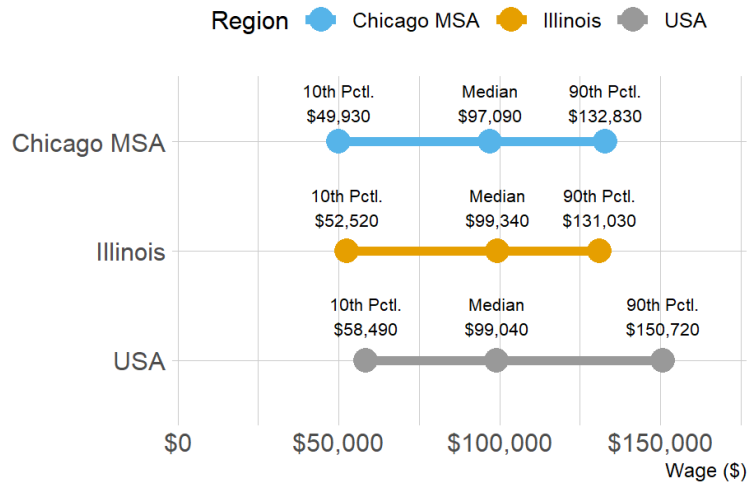 Region Chicago MSA Illinois USA
10th Pctl. Median 90th Pctl.
$49,930 $97,090 $132,830
Chicago MSA
10th Pctl. Median 90th Pctl.
$52,520 $99,340 $131,030
Illinois
10th Pctl. Median 90th Pctl.
$58,490 $99,040 $150,720
USA
$0 $50,000 $100,000 $150,000
Wage ($)